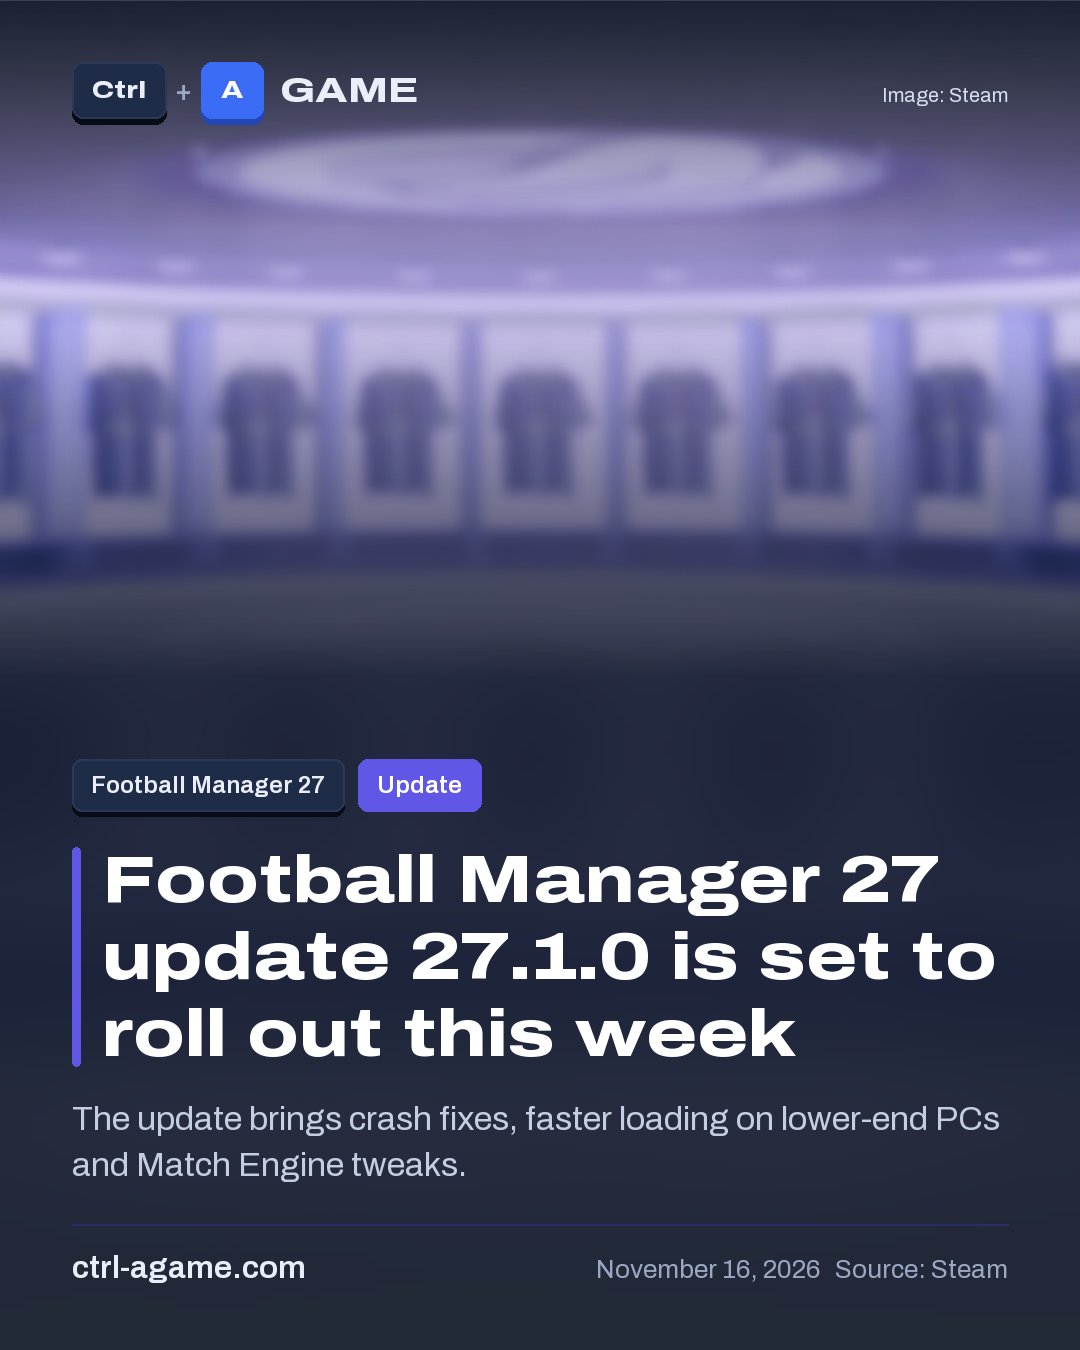 Ctrl + A GAME
Image: Steam
Football Manager 27
Update
Football Manager 27
update 27.1.0 is set to
roll out this week
The update brings crash fixes, faster loading on lower-end PCs
and Match Engine tweaks.
ctrl-agame.com
November 16, 2026 Source: Steam